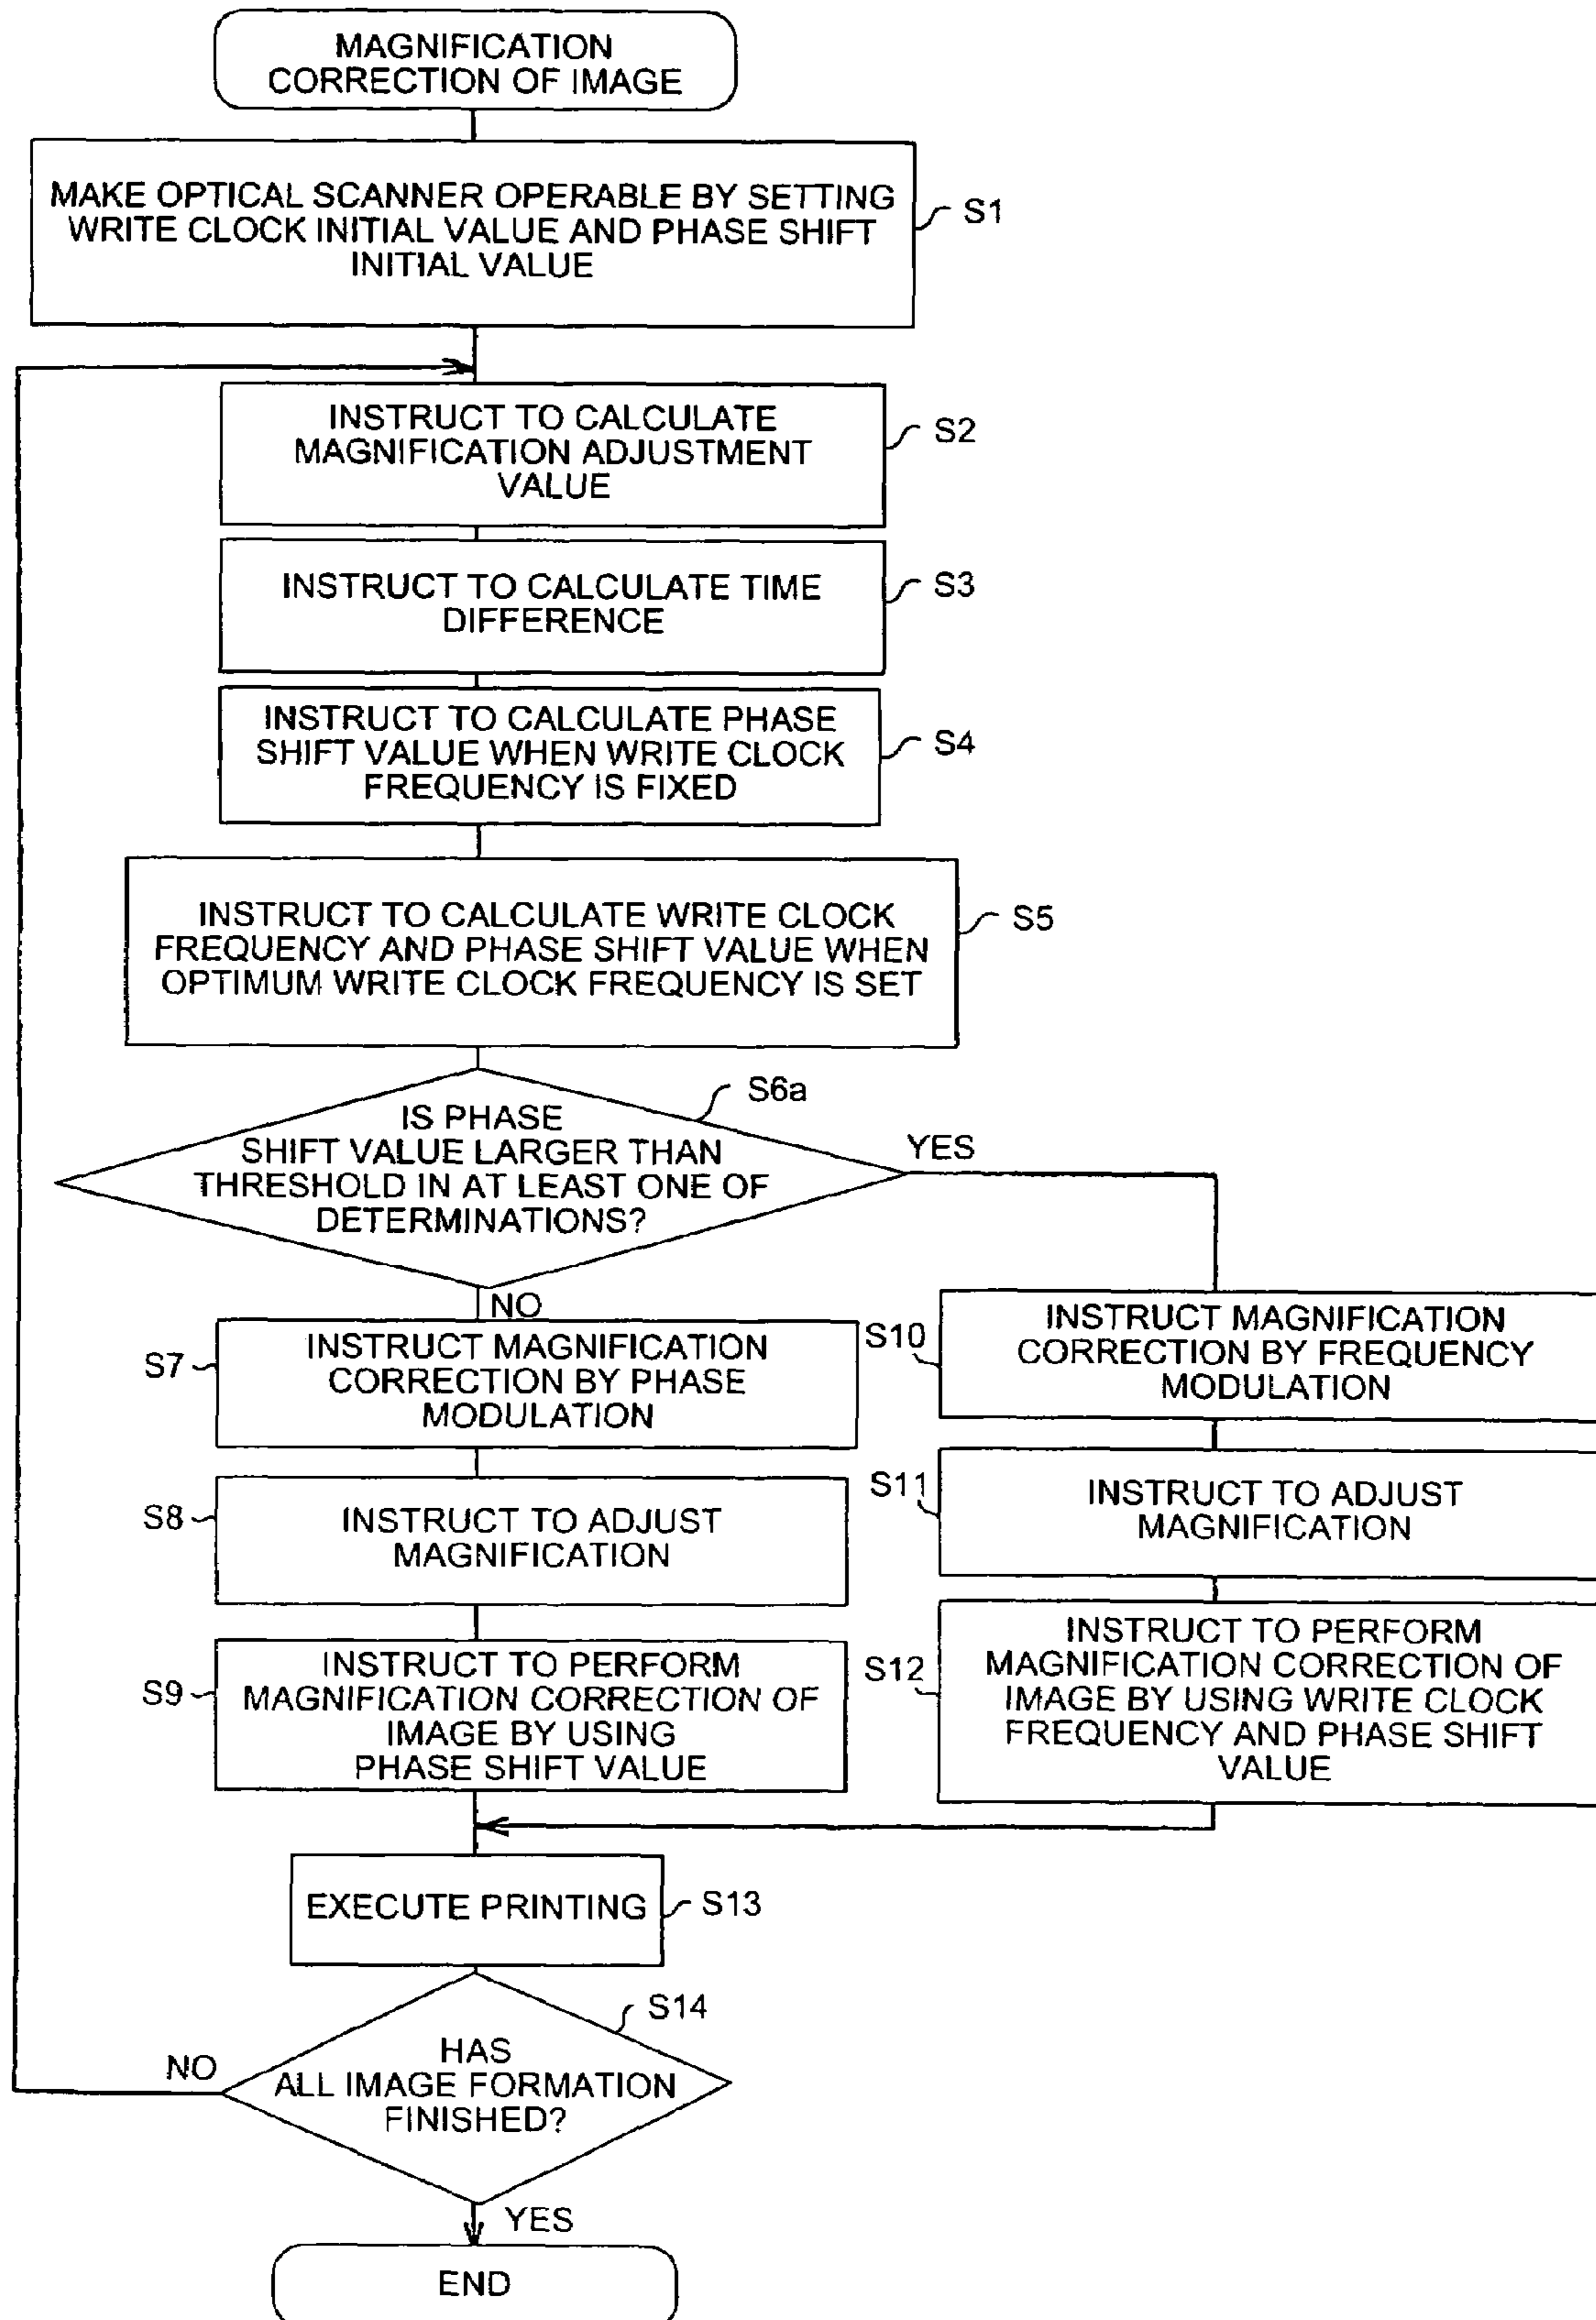 MAGNIFICATION
CORRECTION OF IMAGE
MAKE OPTICAL SCANNER OPERABLE BY SETTING
WRITE CLOCK INITIAL VALUE AND PHASE SHIFT
INITIAL VALUE
S1
INSTRUCT TO CALCULATE
MAGNIFICATION ADJUSTMENT
VALUE
S2
INSTRUCT TO CALCULATE TIME
DIFFERENCE
S3
INSTRUCT TO CALCULATE PHASE
SHIFT VALUE WHEN WRITE CLOCK
FREQUENCY IS FIXED
S4
INSTRUCT TO CALCULATE WRITE CLOCK
FREQUENCY AND PHASE SHIFT VALUE WHEN
OPTIMUM WRITE CLOCK FREQUENCY IS SET
S5
IS PHASE
SHIFT VALUE LARGER THAN
THRESHOLD IN AT LEAST ONE OF
DETERMINATIONS?
S6a
YES
NO
S7
INSTRUCT MAGNIFICATION
CORRECTION BY PHASE
MODULATION
S8
INSTRUCT TO ADJUST
MAGNIFICATION
S9
INSTRUCT TO PERFORM
MAGNIFICATION CORRECTION OF
IMAGE BY USING
PHASE SHIFT VALUE
S10
INSTRUCT MAGNIFICATION
CORRECTION BY FREQUENCY
MODULATION
S11
INSTRUCT TO ADJUST
MAGNIFICATION
S12
INSTRUCT TO PERFORM
MAGNIFICATION CORRECTION OF
IMAGE BY USING WRITE CLOCK
FREQUENCY AND PHASE SHIFT
VALUE
EXECUTE PRINTING
S13
HAS
ALL IMAGE FORMATION
FINISHED?
S14
NO
YES
END